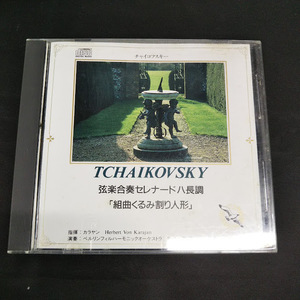 チャイコフスキー
TCHAIKOVSKY
弦楽合奏セレナードハ長調
「組曲くるみ割り人形」
指揮:カラヤン Herbert Von Karajan
演奏:ベルリンフィルハーモニックオーケストラ